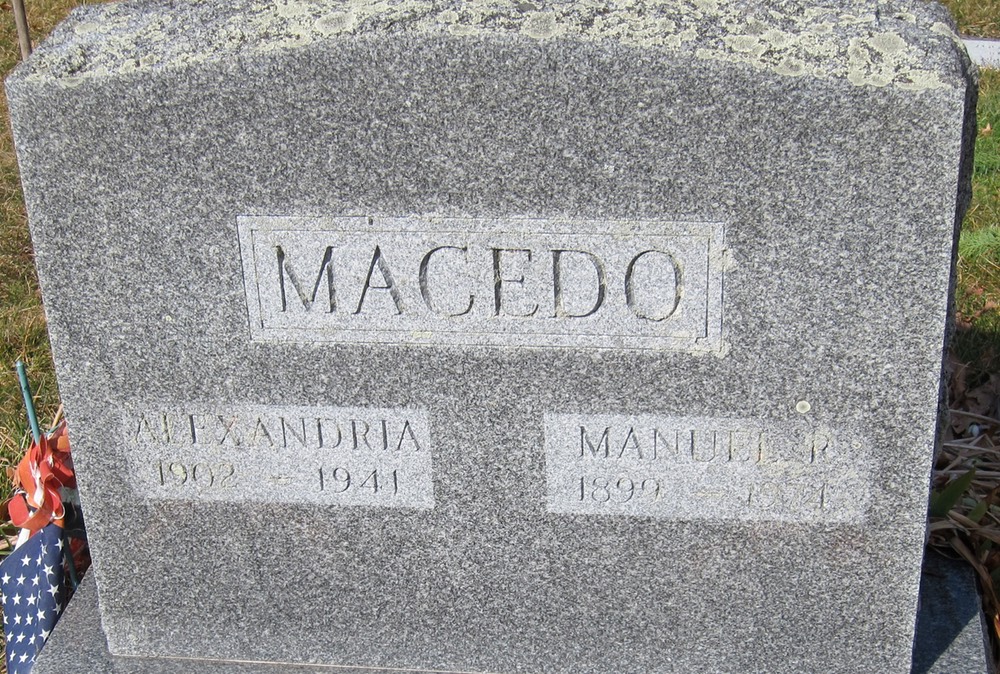 MACEDO
ALEXANDRIA
1902 – 1941
MANUEL R.
1899 –